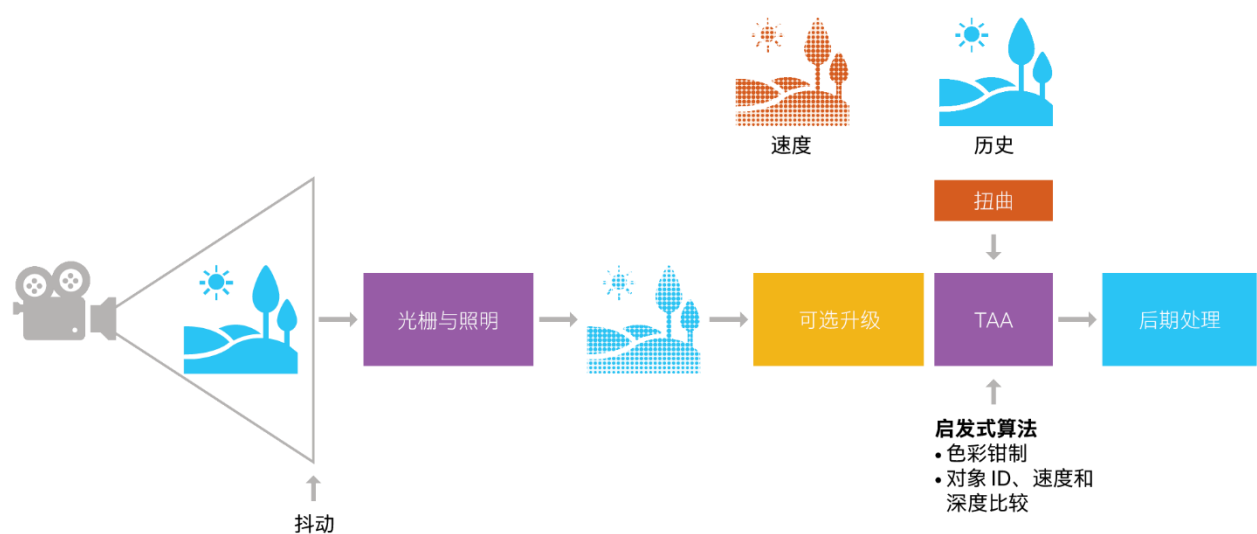 速度
历史
扭曲
光栅与照明
可选升级
TAA
后期处理
启发式算法
• 色彩钳制
• 对象 ID、速度和
深度比较
抖动